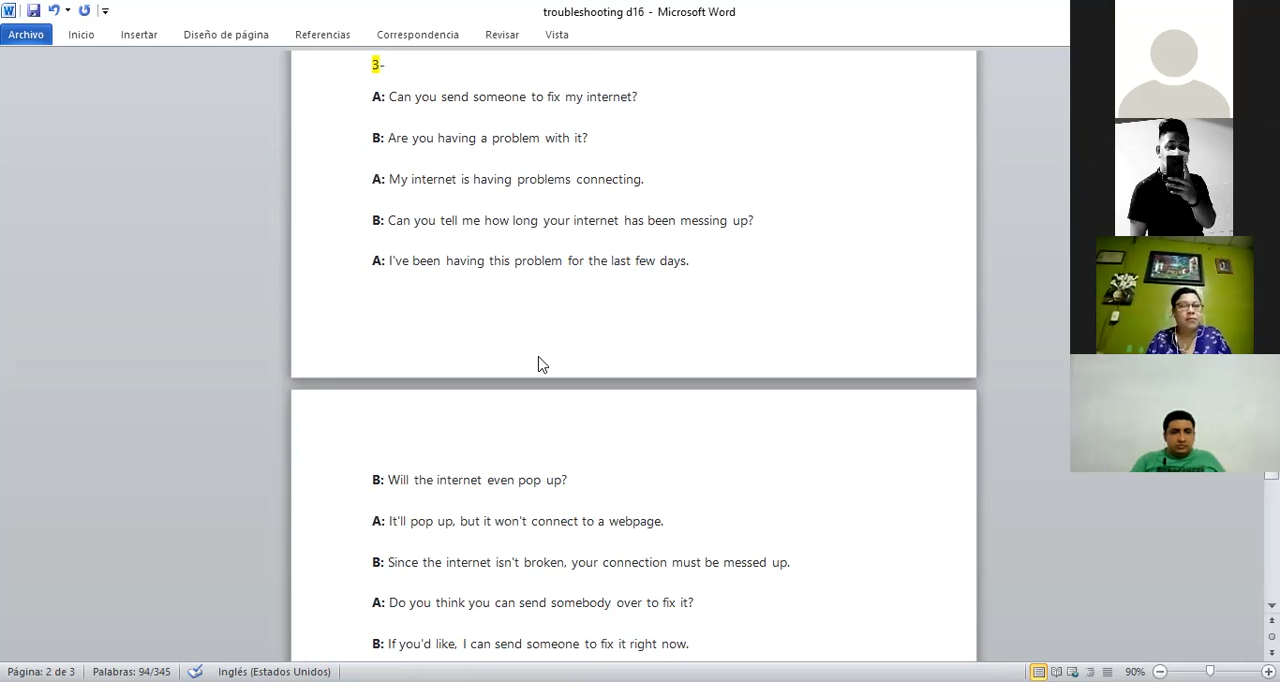 troubleshooting d16 - Microsoft Word
Archivo Inicio Insertar Diseño de página Referencias Correspondencia Revisar Vista
3-
A: Can you send someone to fix my internet?
B: Are you having a problem with it?
A: My internet is having problems connecting.
B: Can you tell me how long your internet has been messing up?
A: I've been having this problem for the last few days.
B: Will the internet even pop up?
A: It'll pop up, but it won't connect to a webpage.
B: Since the internet isn't broken, your connection must be messed up.
A: Do you think you can send somebody over to fix it?
B: If you'd like, I can send someone to fix it right now.
Página: 2 de 3 Palabras: 94/345 Inglés (Estados Unidos) 90%